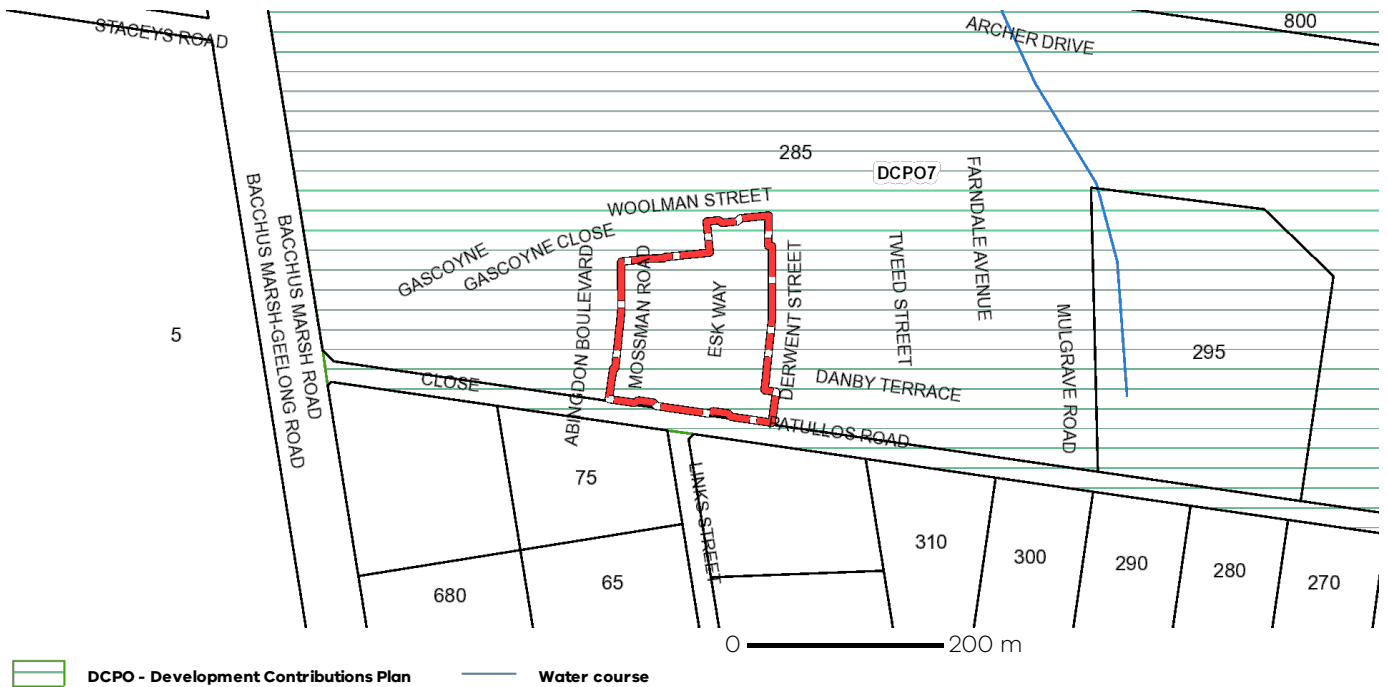 STACEYS ROAD
ARCHER DRIVE
800
285
DCPO7
FARNDALE AVENUE
WOOLMAN STREET
GASCOYNE
GASCOYNE CLOSE
BACCHUS MARSH ROAD
BACCHUS MARSH-GEELONG ROAD
ABINGDON BOULEVARD
MOSSMAN ROAD
ESK WAY
DERWENT STREET
TWEED STREET
MULGRAVE ROAD
5
295
CLOSE
DANBY TERRACE
PATULLOS ROAD
75
LINKS STREET
310
300
290
280
270
680
65
0 200 m
DCPO - Development Contributions Plan
Water course